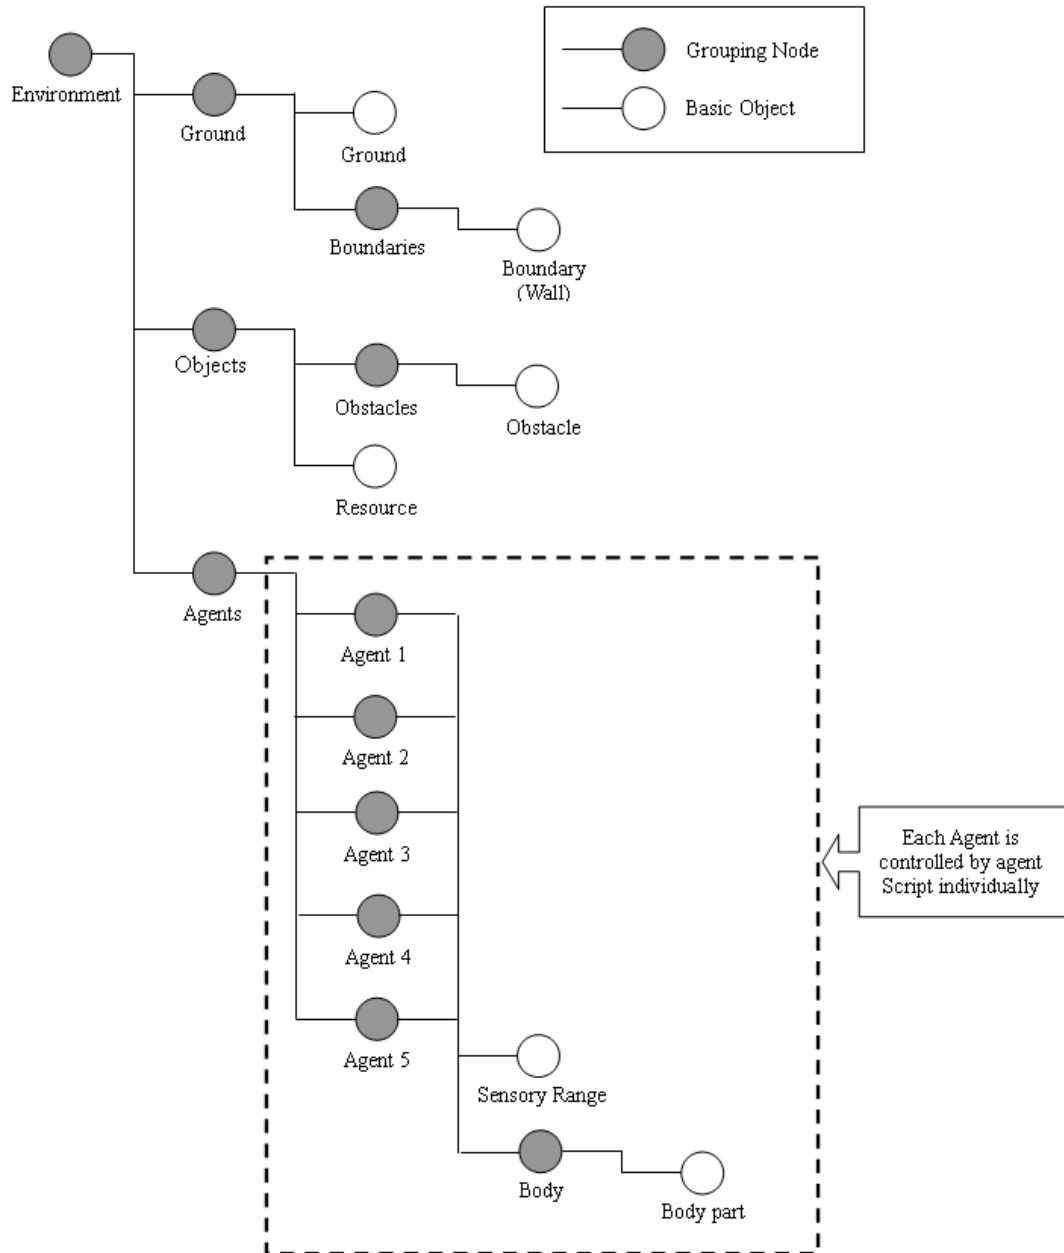 Grouping Node
Environment
Basic Object
Ground
Ground
Boundaries
Boundary
(Wall)
Objects
Obstacles
Obstacle
Resource
Agents
Agent 1
Agent 2
Agent 3
Each Agent is
controlled by agent
Script individually
Agent 4
Agent 5
Sensory Range
Body
Body part